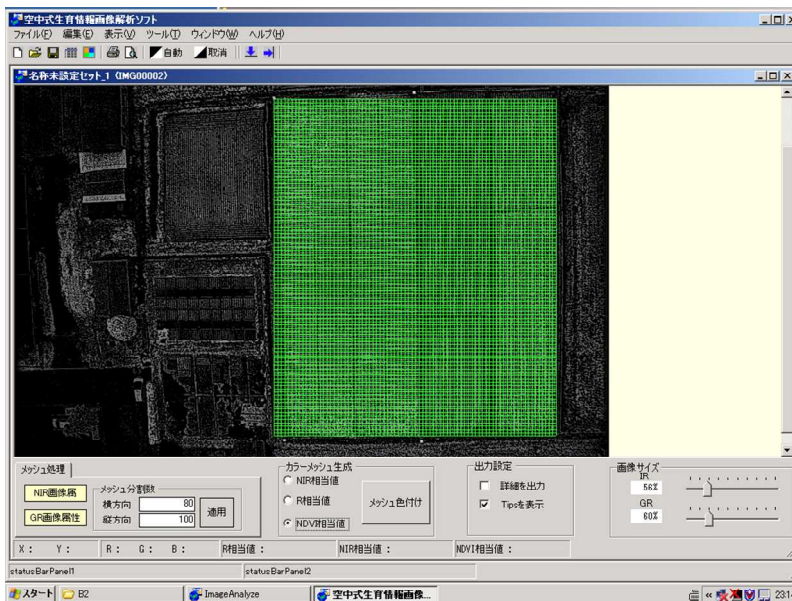 空中式生育情報画像解析ソフト
ファイル(F) 編集(E) 表示(V) ツール(T) ウィンドウ(W) ヘルプ(H)
自動 取消
名称未設定セット_1 (IMG00002)
メッシュ処理
NIR画像属
GR画像属性
メッシュ分割数
横方向 80
縦方向 100
適用
カラーメッシュ生成
NIR相当値
R相当値
NDVI相当値
メッシュ色付け
出力設定
詳細を出力
Tipsを表示
画像サイズ
IR
56%
GR
60%
X : Y : R : G : B : R相当値 : NIR相当値 : NDVI相当値 :
statusBarPanel1 statusBarPanel2
スタート B2 ImageAnalyze 空中式生育情報画像... 23:14